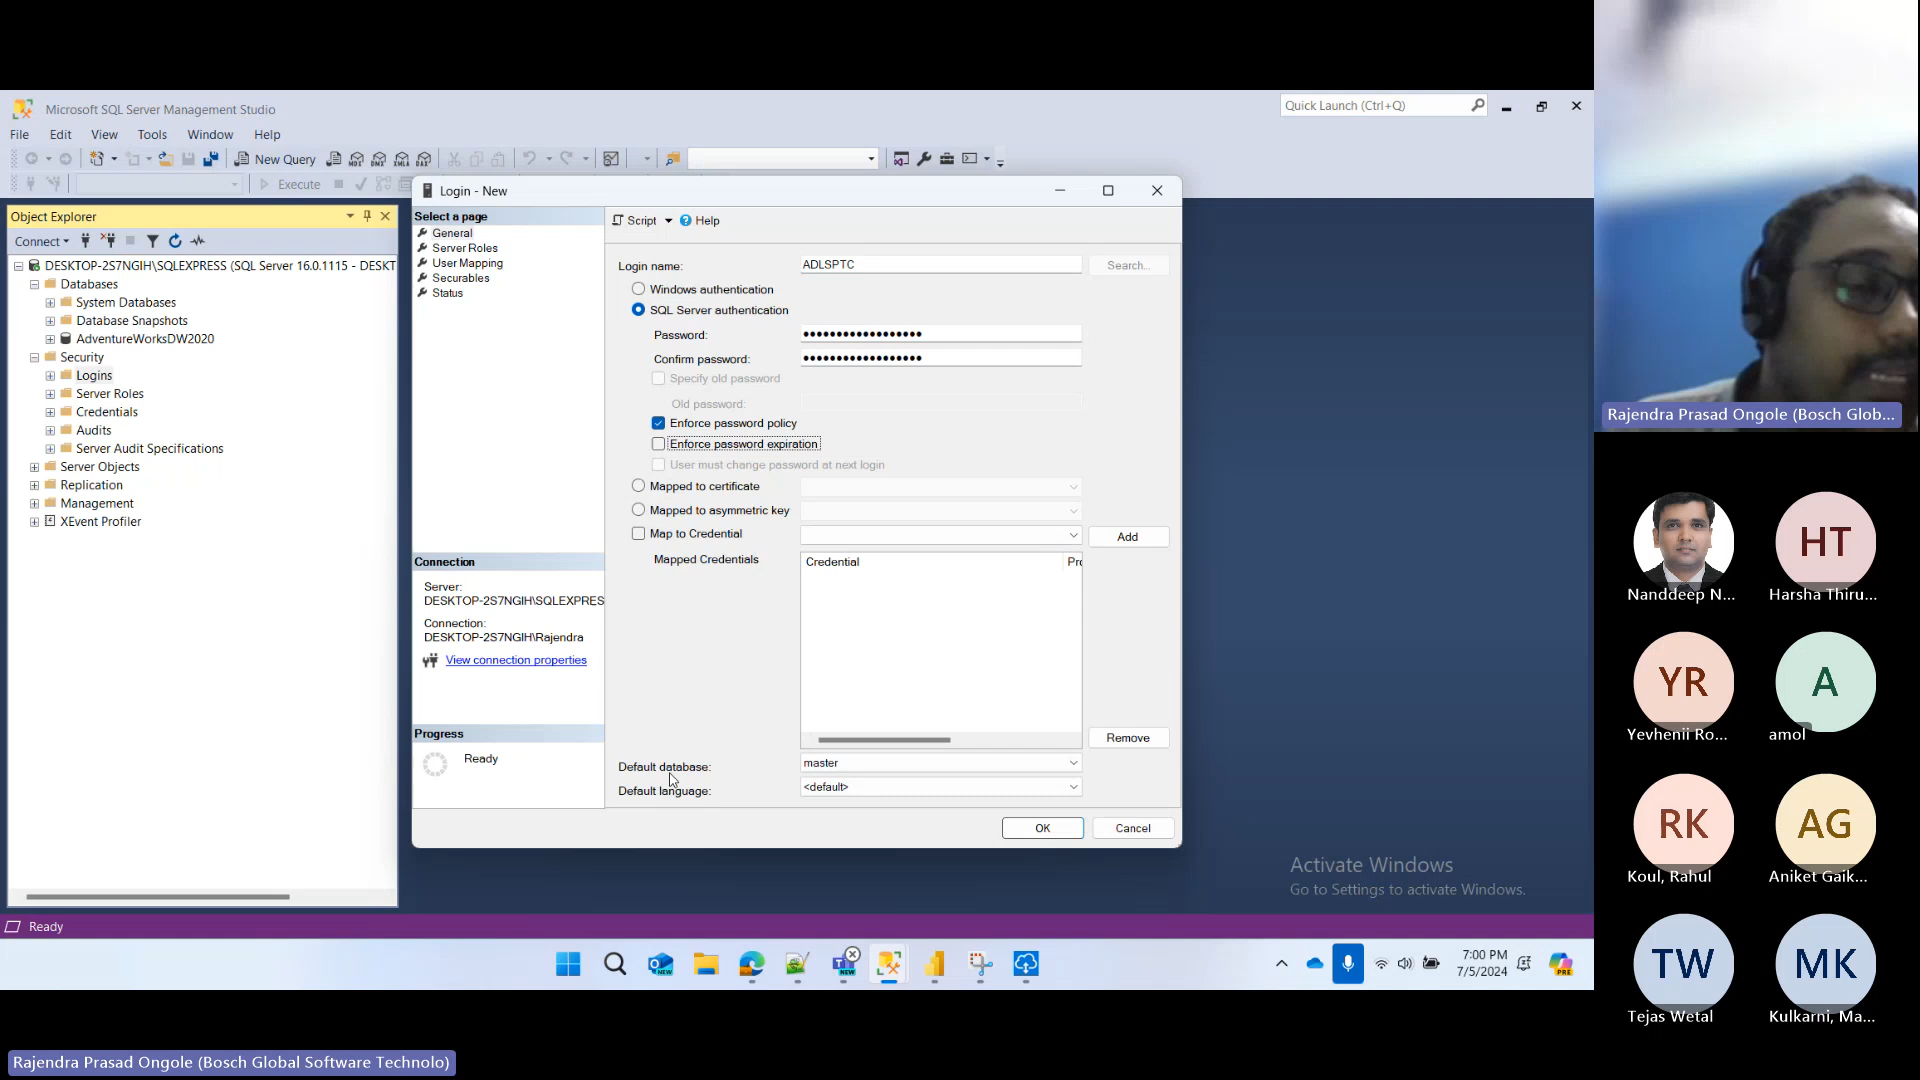 Microsoft SQL Server Management Studio
Quick Launch (Ctrl+Q)
File Edit View Tools Window Help
New Query
Execute
Object Explorer
Connect
DESKTOP-2S7NGIH\SQLEXPRESS (SQL Server 16.0.1115 - DESKT
Databases
System Databases
Database Snapshots
AdventureWorksDW2020
Security
Logins
Server Roles
Credentials
Audits
Server Audit Specifications
Server Objects
Replication
Management
XEvent Profiler
Login - New
Select a page
General
Server Roles
User Mapping
Securables
Status
Connection
Server:
DESKTOP-2S7NGIH\SQLEXPRES
Connection:
DESKTOP-2S7NGIH\Rajendra
View connection properties
Progress
Ready
Script Help
Login name: ADLSPTC Search...
Windows authentication
SQL Server authentication
Password: ••••••••••••••••••
Confirm password: ••••••••••••••••••
Specify old password
Old password:
Enforce password policy
Enforce password expiration
User must change password at next login
Mapped to certificate
Mapped to asymmetric key
Map to Credential Add
Mapped Credentials Credential Pro
Remove
Default database: master
Default language: <default>
OK Cancel
Activate Windows
Go to Settings to activate Windows.
Ready
NEW
NEW
7:00 PM
7/5/2024
PRE
Rajendra Prasad Ongole (Bosch Glob...
Nanddeep N...
HT
Harsha Thiru...
YR
Yevhenii Ro...
A
amol
RK
Koul, Rahul
AG
Aniket Gaik...
TW
Tejas Wetal
MK
Kulkarni, Ma...
Rajendra Prasad Ongole (Bosch Global Software Technolo)